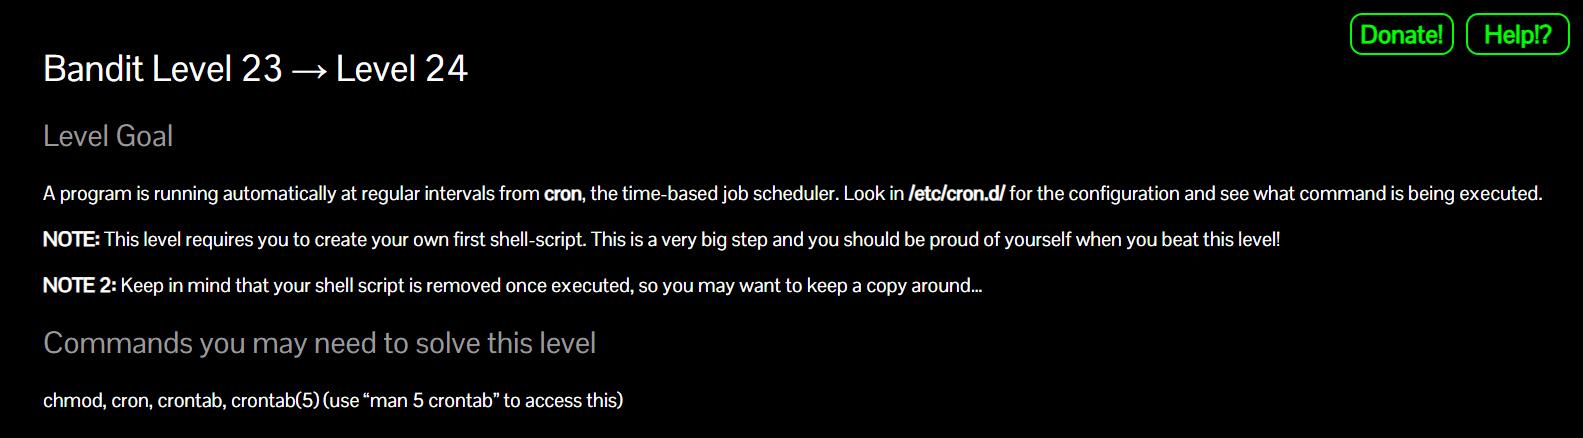 Donate! Help!?
Bandit Level 23 → Level 24
Level Goal
A program is running automatically at regular intervals from cron, the time-based job scheduler. Look in /etc/cron.d/ for the configuration and see what command is being executed.
NOTE: This level requires you to create your own first shell-script. This is a very big step and you should be proud of yourself when you beat this level!
NOTE 2: Keep in mind that your shell script is removed once executed, so you may want to keep a copy around…
Commands you may need to solve this level
chmod, cron, crontab, crontab(5) (use “man 5 crontab” to access this)